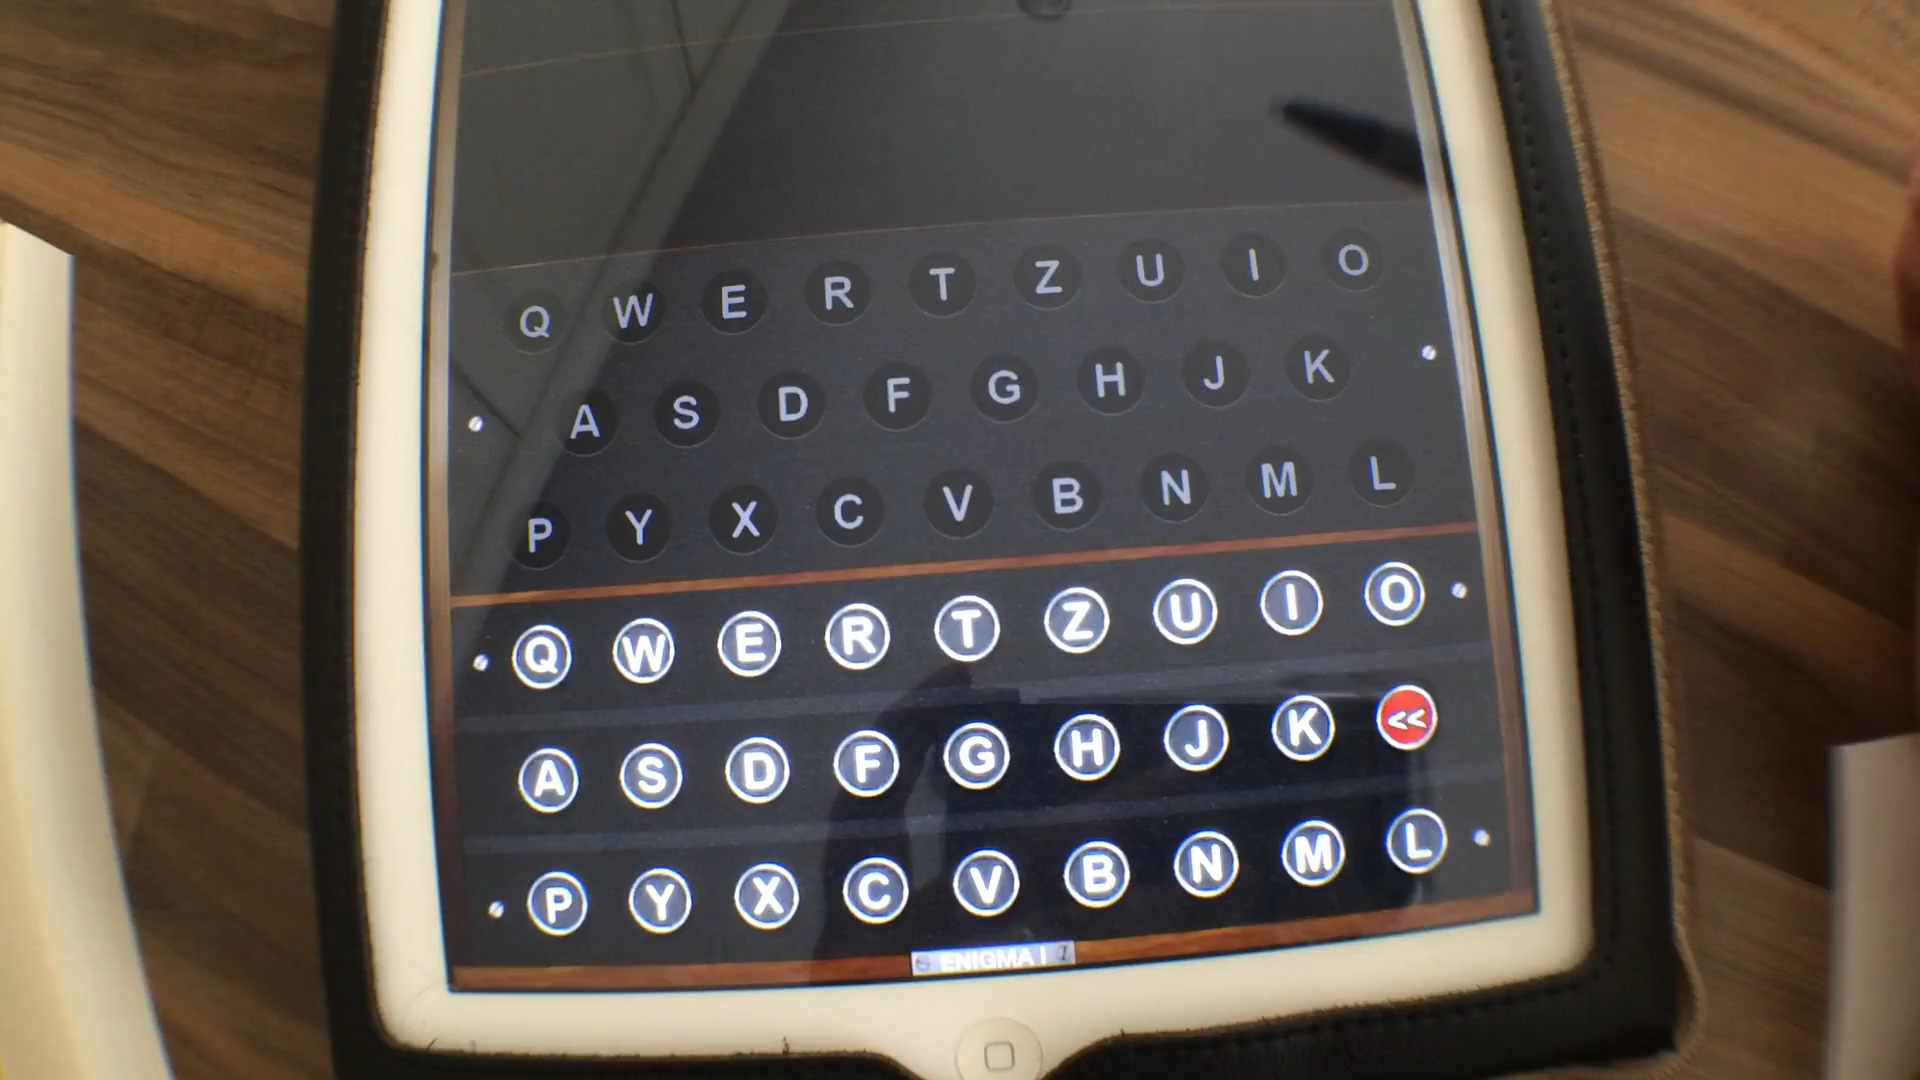 Q W E R T Z U I O
A S D F G H J K
P Y X C V B N M L
Q W E R T Z U I O
A S D F G H J K <<
P Y X C V B N M L
ENIGMA I